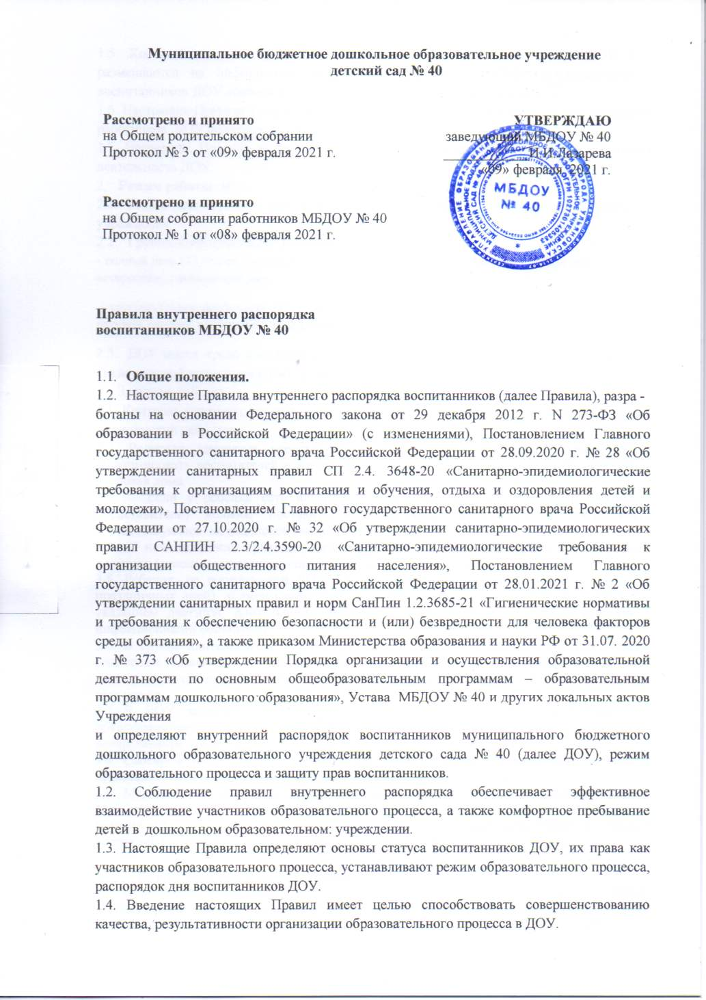 Муниципальное бюджетное дошкольное образовательное учреждение
детский сад № 40
Рассмотрено и принято
на Общем родительском собрании
Протокол № 3 от «09» февраля 2021 г.
УТВЕРЖДАЮ
заведующий МБДОУ № 40
И.И.Лазарева
«09» февраля 2021 г.
МБДОУ
№ 40
Рассмотрено и принято
на Общем собрании работников МБДОУ № 40
Протокол № 1 от «08» февраля 2021 г.
Правила внутреннего распорядка
воспитанников МБДОУ № 40
1.1. Общие положения.
1.2. Настоящие Правила внутреннего распорядка воспитанников (далее Правила), разра -
ботаны на основании Федерального закона от 29 декабря 2012 г. N 273-ФЗ «Об
образовании в Российской Федерации» (с изменениями), Постановлением Главного
государственного санитарного врача Российской Федерации от 28.09.2020 г. № 28 «Об
утверждении санитарных правил СП 2.4. 3648-20 «Санитарно-эпидемиологические
требования к организациям воспитания и обучения, отдыха и оздоровления детей и
молодежи», Постановлением Главного государственного санитарного врача Российской
Федерации от 27.10.2020 г. № 32 «Об утверждении санитарно-эпидемиологических
правил САНПИН 2.3/2.4.3590-20 «Санитарно-эпидемиологические требования к
организации общественного питания населения», Постановлением Главного
государственного санитарного врача Российской Федерации от 28.01.2021 г. № 2 «Об
утверждении санитарных правил и норм СанПин 1.2.3685-21 «Гигиенические нормативы
и требования к обеспечению безопасности и (или) безвредности для человека факторов
среды обитания», а также приказом Министерства образования и науки РФ от 31.07. 2020
г. № 373 «Об утверждении Порядка организации и осуществления образовательной
деятельности по основным общеобразовательным программам – образовательным
программам дошкольного образования», Устава МБДОУ № 40 и других локальных актов
Учреждения
и определяют внутренний распорядок воспитанников муниципального бюджетного
дошкольного образовательного учреждения детского сада № 40 (далее ДОУ), режим
образовательного процесса и защиту прав воспитанников.
1.2. Соблюдение правил внутреннего распорядка обеспечивает эффективное
взаимодействие участников образовательного процесса, а также комфортное пребывание
детей в дошкольном образовательном: учреждении.
1.3. Настоящие Правила определяют основы статуса воспитанников ДОУ, их права как
участников образовательного процесса, устанавливают режим образовательного процесса,
распорядок дня воспитанников ДОУ.
1.4. Введение настоящих Правил имеет целью способствовать совершенствованию
качества, результативности организации образовательного процесса в ДОУ.